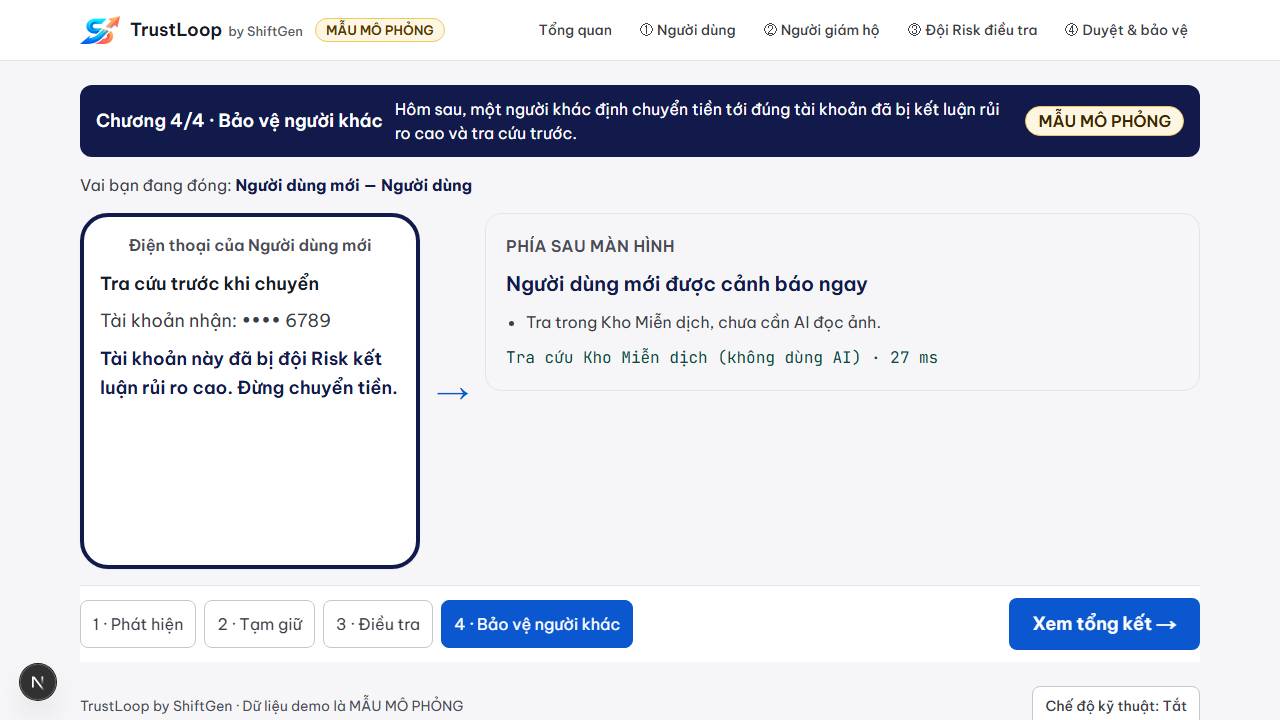 TrustLoop by ShiftGen MẪU MÔ PHỎNG
Tổng quan
① Người dùng
② Người giám hộ
③ Đội Risk điều tra
④ Duyệt & bảo vệ
Chương 4/4 · Bảo vệ người khác
Hôm sau, một người khác định chuyển tiền tới đúng tài khoản đã bị kết luận rủi
ro cao và tra cứu trước.
MẪU MÔ PHỎNG
Vai bạn đang đóng: Người dùng mới — Người dùng
Điện thoại của Người dùng mới
Tra cứu trước khi chuyển
Tài khoản nhận: •••• 6789
Tài khoản này đã bị đội Risk kết
luận rủi ro cao. Đừng chuyển tiền.
→
PHÍA SAU MÀN HÌNH
Người dùng mới được cảnh báo ngay
• Tra trong Kho Miễn dịch, chưa cần AI đọc ảnh.
Tra cứu Kho Miễn dịch (không dùng AI) · 27 ms
1 · Phát hiện
2 · Tạm giữ
3 · Điều tra
4 · Bảo vệ người khác
Xem tổng kết →
N
TrustLoop by ShiftGen · Dữ liệu demo là MẪU MÔ PHỎNG
Chế độ kỹ thuật: Tắt